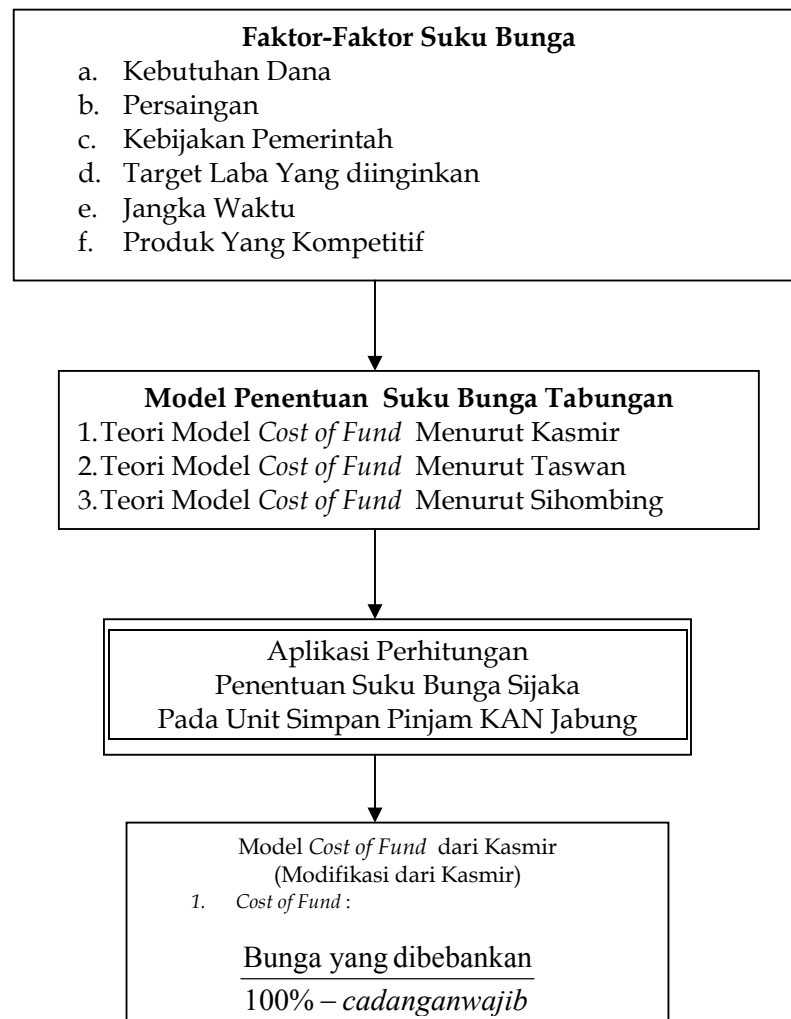 Faktor-Faktor Suku Bunga
a. Kebutuhan Dana
b. Persaingan
c. Kebijakan Pemerintah
d. Target Laba Yang diinginkan
e. Jangka Waktu
f. Produk Yang Kompetitif
Model Penentuan Suku Bunga Tabungan
1. Teori Model Cost of Fund Menurut Kasmir
2. Teori Model Cost of Fund Menurut Taswan
3. Teori Model Cost of Fund Menurut Sihombing
Aplikasi Perhitungan
Penentuan Suku Bunga Sijaka
Pada Unit Simpan Pinjam KAN Jabung
Model Cost of Fund dari Kasmir
(Modifikasi dari Kasmir)
1. Cost of Fund :
Bunga yang dibebankan
100% – cadanganwajib